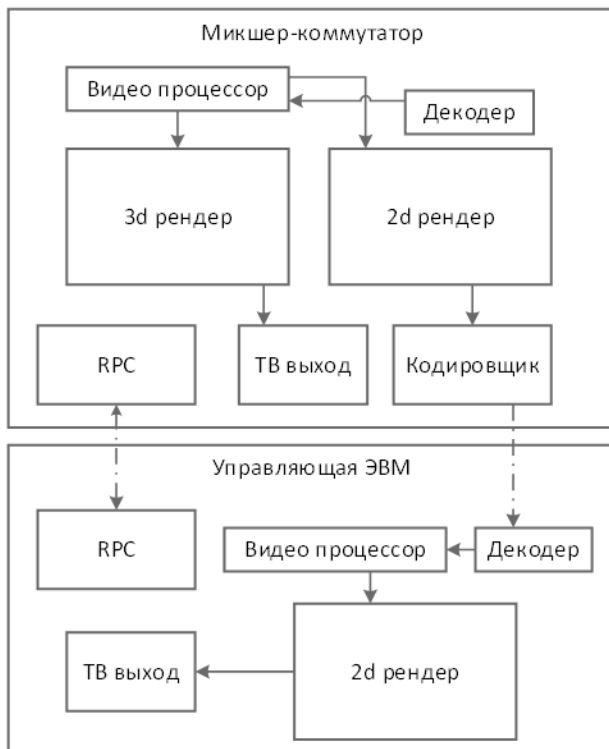 Микшер-коммутатор
Видео процессор
Декодер
3d рендер
2d рендер
RPC
ТВ выход
Кодировщик
Управляющая ЭВМ
RPC
Видео процессор
Декодер
ТВ выход
2d рендер